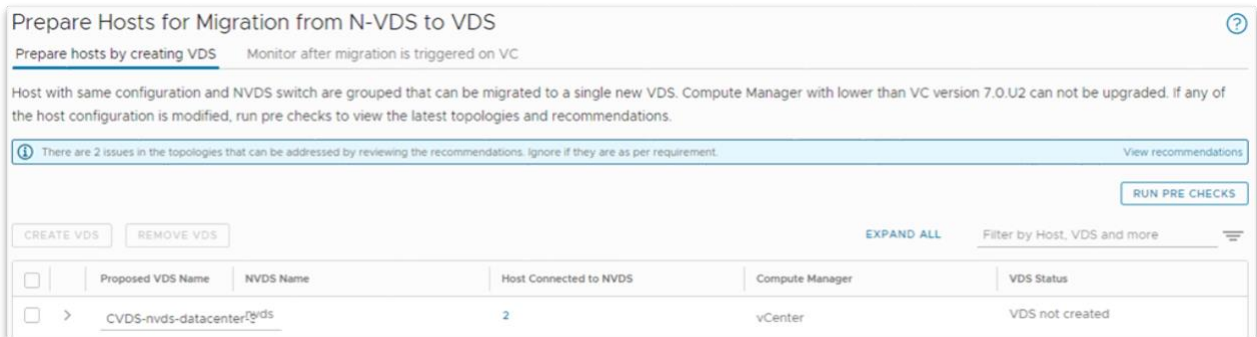 Prepare Hosts for Migration from N-VDS to VDS
Prepare hosts by creating VDS Monitor after migration is triggered on VC
Host with same configuration and NVDS switch are grouped that can be migrated to a single new VDS. Compute Manager with lower than VC version 7.0.U2 can not be upgraded. If any of
the host configuration is modified, run pre checks to view the latest topologies and recommendations.
There are 2 issues in the topologies that can be addressed by reviewing the recommendations. Ignore if they are as per requirement. View recommendations
RUN PRE CHECKS
CREATE VDS REMOVE VDS EXPAND ALL Filter by Host, VDS and more
Proposed VDS Name NVDS Name Host Connected to NVDS Compute Manager VDS Status
CVDS-nvds-datacenter- nvds 2 vCenter VDS not created